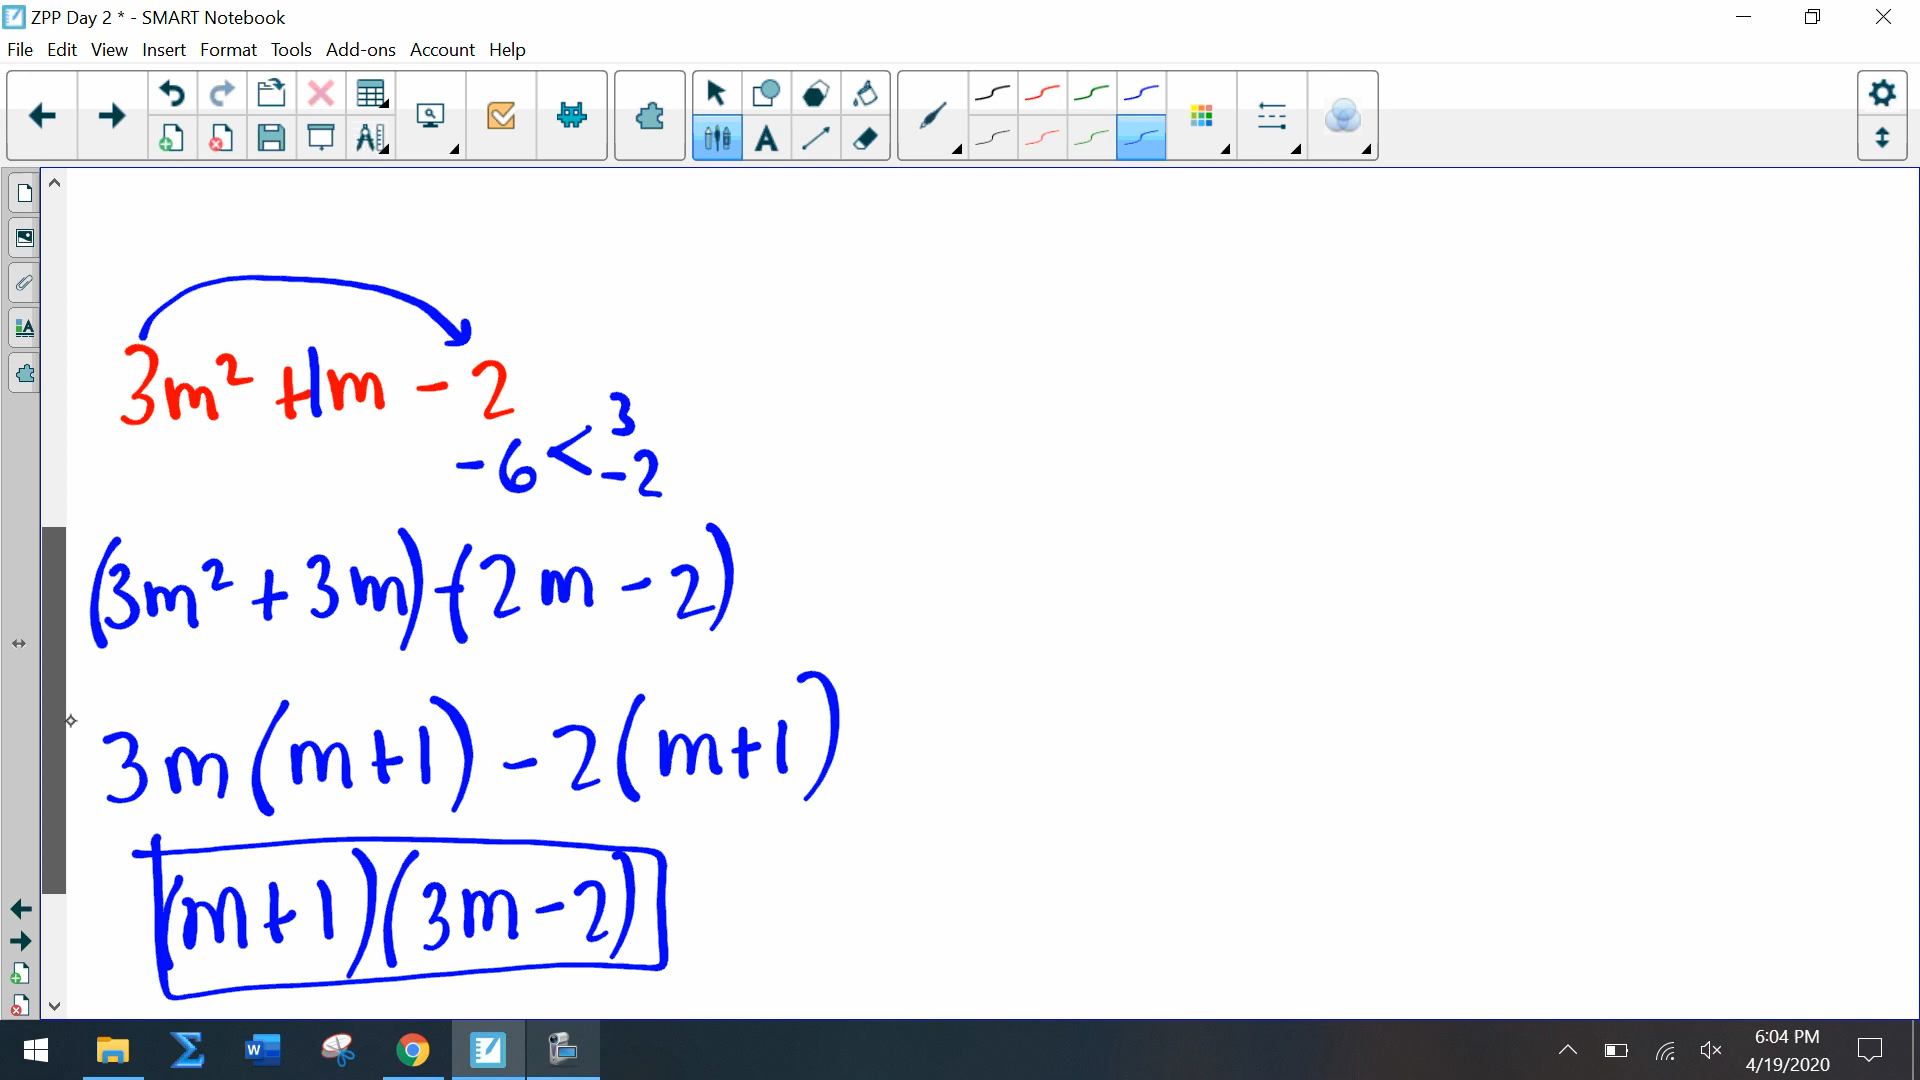 ZPP Day 2 * - SMART Notebook
File Edit View Insert Format Tools Add-ons Account Help
3m² + 1m - 2
-6 < 3
-2
(3m² + 3m) - (2m - 2)
3m(m+1) - 2(m+1)
(m+1)(3m-2)
6:04 PM
4/19/2020